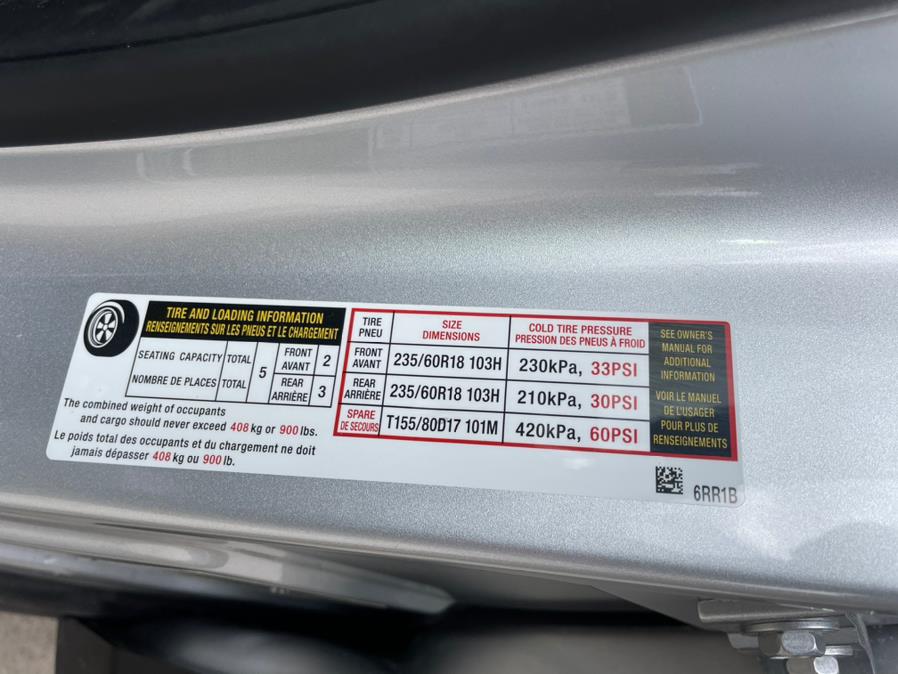 TIRE AND LOADING INFORMATION
RENSEIGNEMENTS SUR LES PNEUS ET LE CHARGEMENT
SEATING CAPACITY TOTAL 5 FRONT AVANT 2
NOMBRE DE PLACES TOTAL REAR ARRIÈRE 3
The combined weight of occupants
and cargo should never exceed 408 kg or 900 lbs.
Le poids total des occupants et du chargement ne doit
jamais dépasser 408 kg ou 900 lb.
TIRE PNEU SIZE DIMENSIONS COLD TIRE PRESSURE PRESSION DES PNEUS À FROID
FRONT AVANT 235/60R18 103H 230kPa, 33PSI
REAR ARRIÈRE 235/60R18 103H 210kPa, 30PSI
SPARE DE SECOURS T155/80D17 101M 420kPa, 60PSI
SEE OWNER'S
MANUAL FOR
ADDITIONAL
INFORMATION
VOIR LE MANUEL
DE L'USAGER
POUR PLUS DE
RENSEIGNEMENTS
6RR1B